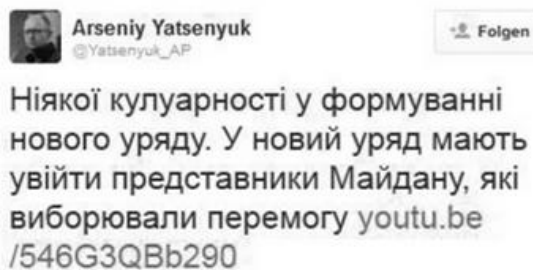 Arseniy Yatsenyuk
@Yatsenyuk_AP
Folgen
Ніякої кулуарності у формуванні
нового уряду. У новий уряд мають
увійти представники Майдану, які
виборювали перемогу youtu.be
/546G3QBb290